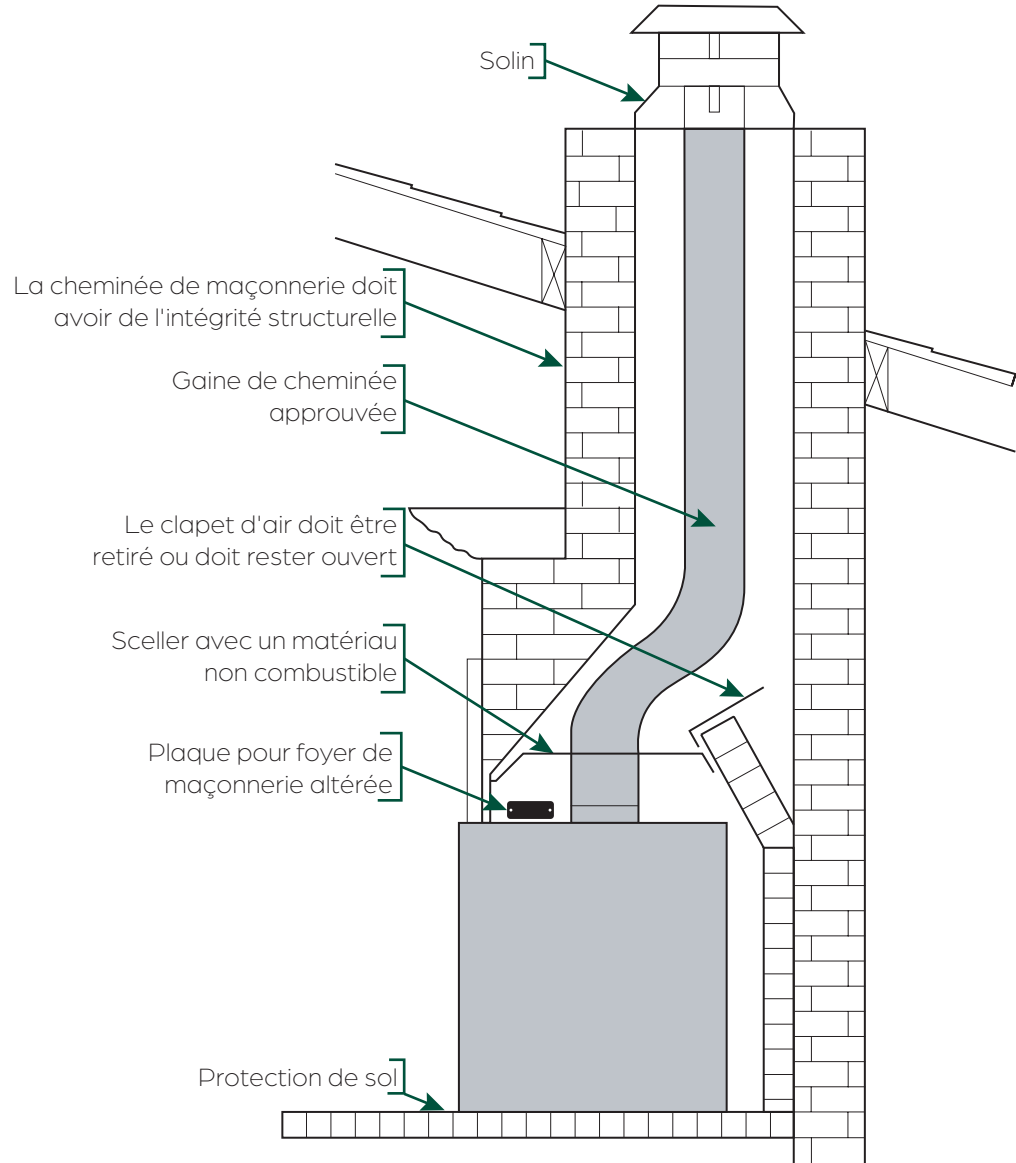 Solin
La cheminée de maçonnerie doit
avoir de l'intégrité structurelle
Gaine de cheminée
approuvée
Le clapet d'air doit être
retiré ou doit rester ouvert
Sceller avec un matériau
non combustible
Plaque pour foyer de
maçonnerie altérée
Protection de sol